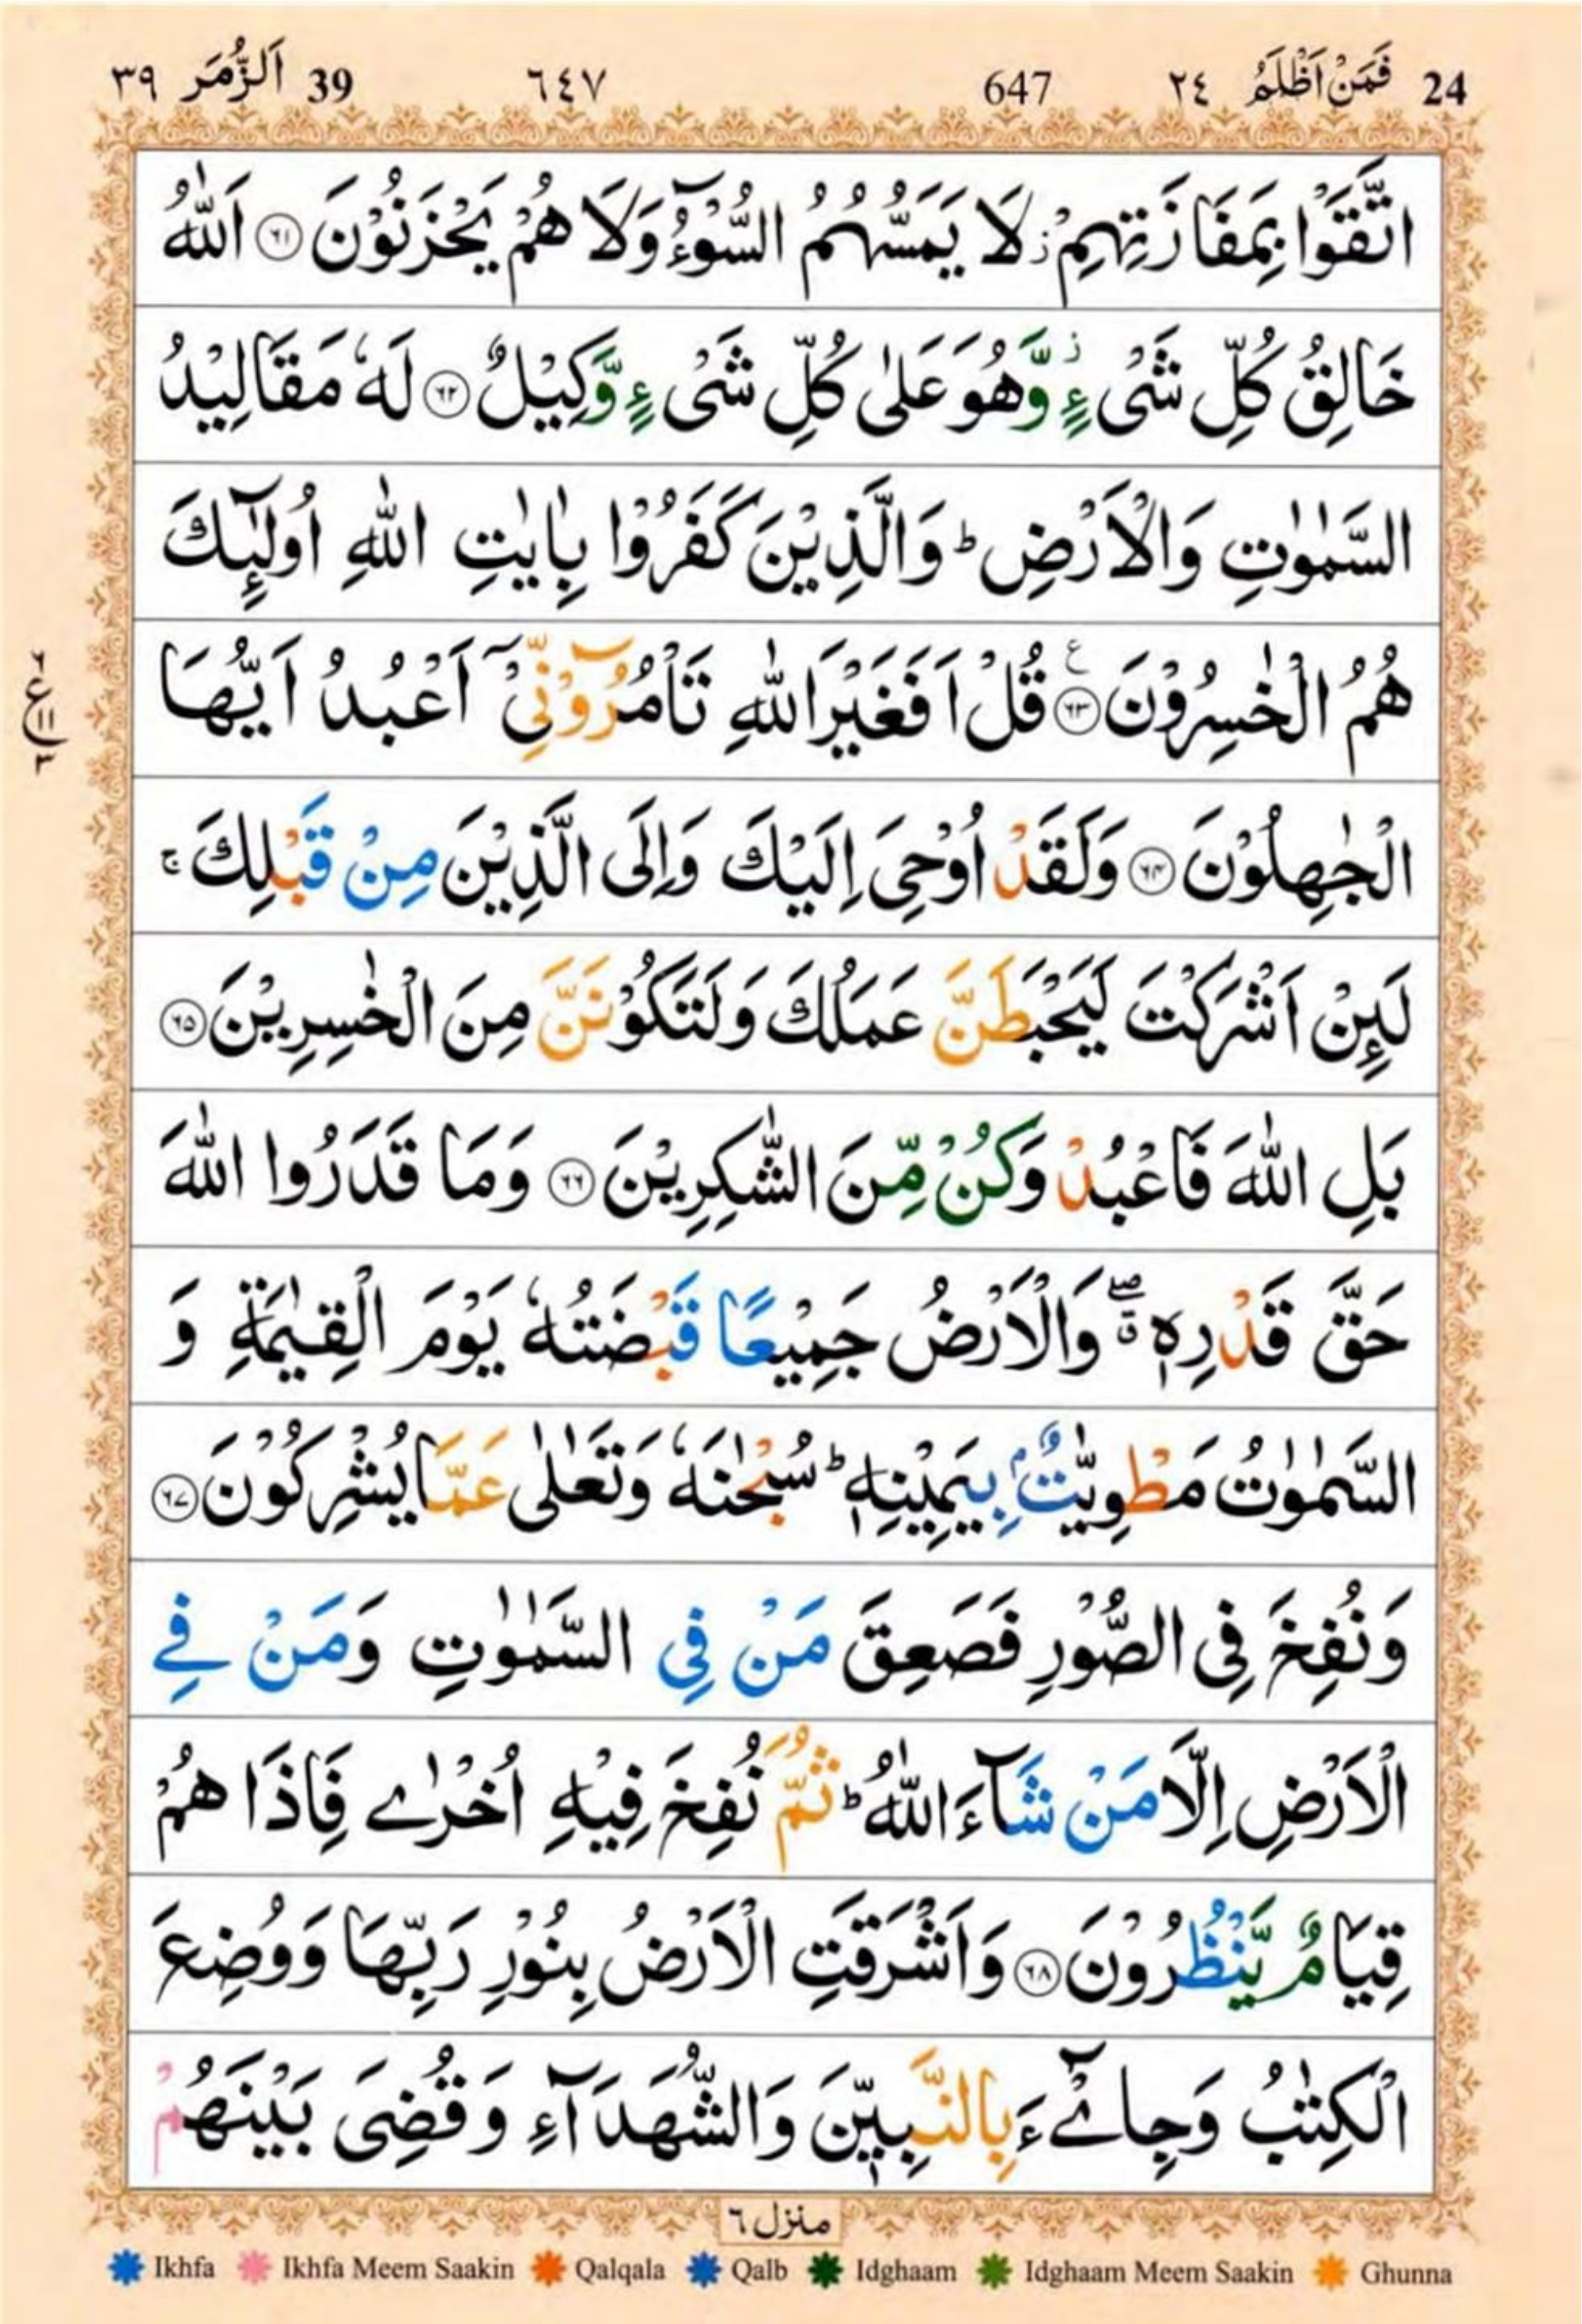 24 فَمَنْ اَظْلَمُ ٢٤ 647 ٦٤٧ 39 اَلزُّمَر ٣٩
اتَّقَوْا بِمَفَازَتِهِمْ ز لَا يَمَسُّهُمُ السُّوْٓءُ وَلَا هُمْ يَحْزَنُوْنَ ۝٦١ اَللّٰهُ
خَالِقُ كُلِّ شَىْءٍ ز وَّهُوَ عَلٰى كُلِّ شَىْءٍ وَّكِيْلٌ ۝٦٢ لَهٗ مَقَالِيْدُ
السَّمٰوٰتِ وَالْاَرْضِ ؕ وَالَّذِيْنَ كَفَرُوْا بِاٰيٰتِ اللّٰهِ اُولٰٓئِكَ
هُمُ الْخٰسِرُوْنَ ۝٦٣ ع قُلْ اَفَغَيْرَ اللّٰهِ تَاْمُرُوْٓنِّىْٓ اَعْبُدُ اَيُّهَا
الْجٰهِلُوْنَ ۝٦٤ وَلَقَدْ اُوْحِىَ اِلَيْكَ وَاِلَى الَّذِيْنَ مِنْ قَبْلِكَ ۚ
لَئِنْ اَشْرَكْتَ لَيَحْبَطَنَّ عَمَلُكَ وَلَتَكُوْنَنَّ مِنَ الْخٰسِرِيْنَ ۝٦٥
بَلِ اللّٰهَ فَاعْبُدْ وَكُنْ مِّنَ الشّٰكِرِيْنَ ۝٦٦ وَمَا قَدَرُوا اللّٰهَ
حَقَّ قَدْرِهٖ ۖۗ وَالْاَرْضُ جَمِيْعًا قَبْضَتُهٗ يَوْمَ الْقِيٰمَةِ وَ
السَّمٰوٰتُ مَطْوِيّٰتٌۢ بِيَمِيْنِهٖ ؕ سُبْحٰنَهٗ وَتَعٰلٰى عَمَّا يُشْرِكُوْنَ ۝٦٧
وَنُفِخَ فِى الصُّوْرِ فَصَعِقَ مَنْ فِى السَّمٰوٰتِ وَمَنْ فِے
الْاَرْضِ اِلَّا مَنْ شَآءَ اللّٰهُ ؕ ثُمَّ نُفِخَ فِيْهِ اُخْرٰے فَاِذَا هُمْ
قِيَامٌ يَّنْظُرُوْنَ ۝٦٨ وَاَشْرَقَتِ الْاَرْضُ بِنُوْرِ رَبِّهَا وَوُضِعَ
الْكِتٰبُ وَجِاىْٓءَ بِالنَّبِيّٖنَ وَالشُّهَدَآءِ وَقُضِىَ بَيْنَهُمْ
منزل ٦
Ikhfa Ikhfa Meem Saakin Qalqala Qalb Idghaam Idghaam Meem Saakin Ghunna